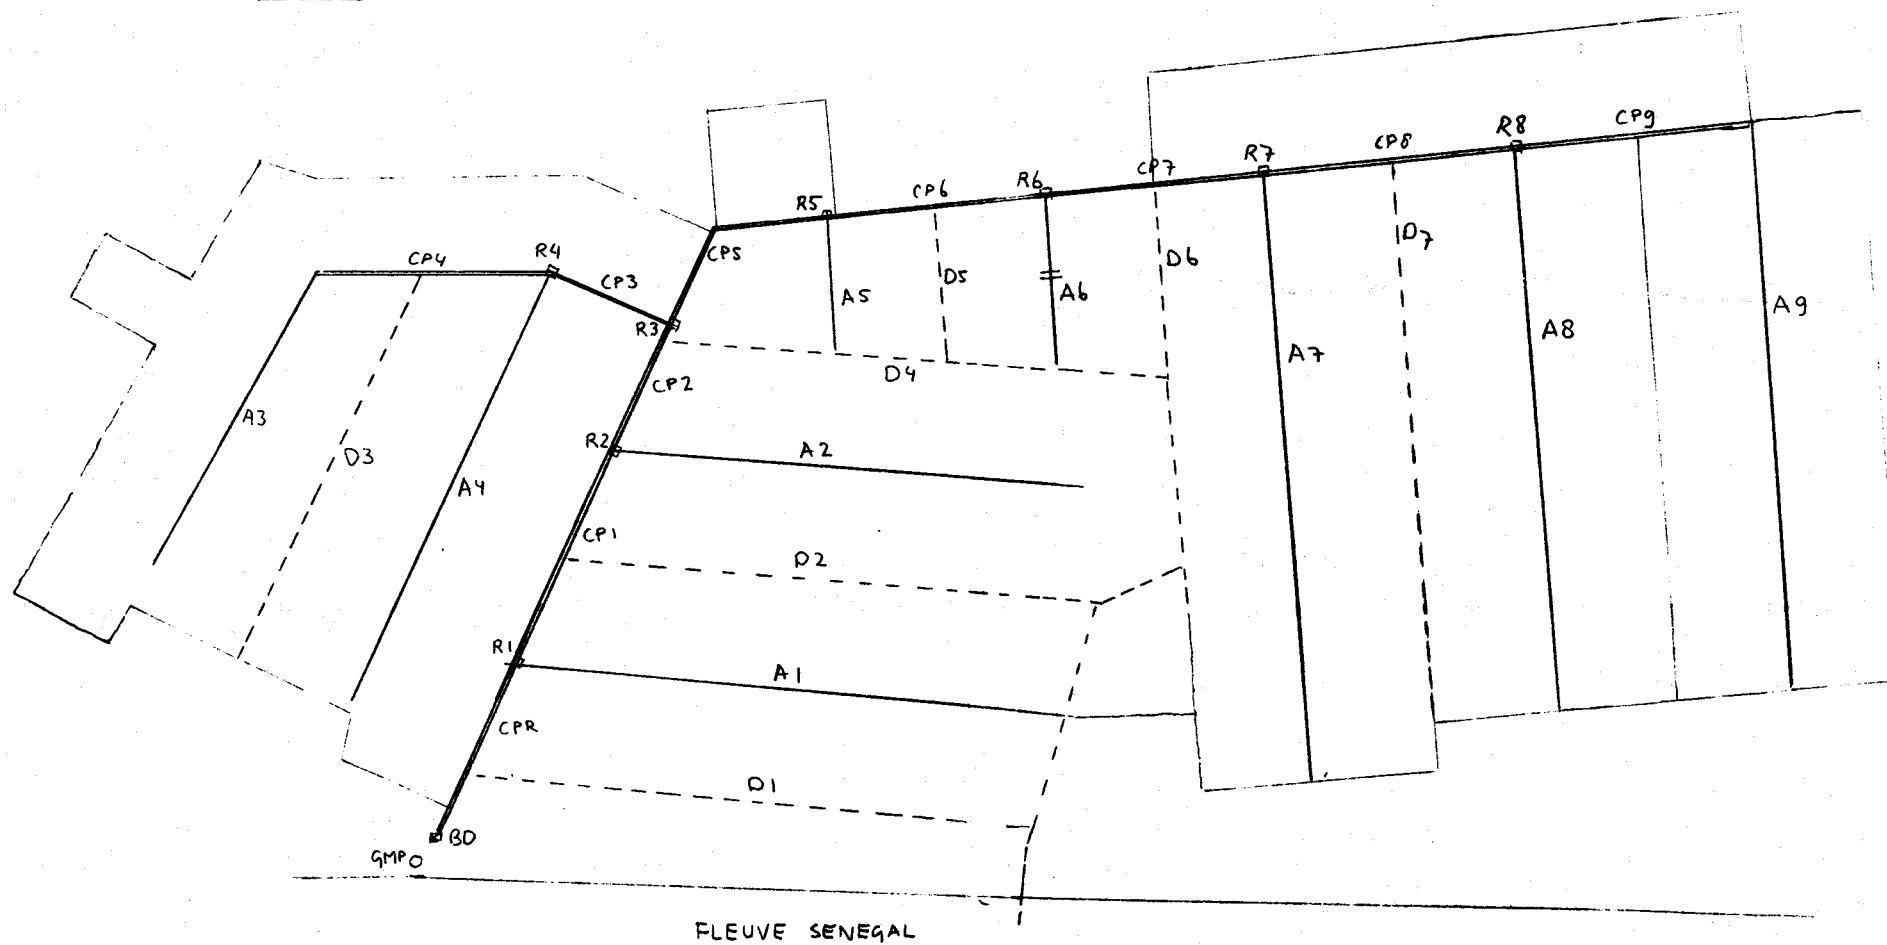 CP9
R8
CP8
R7
CP7
R6
CP6
R5
D7
CP5
D6
R4
CP4
CP3
D5
A5
A6
A9
R3
A8
A7
D4
CP2
A3
R2
A2
D3
A4
CP1
D2
R1
A1
CPR
D1
BD
GMP
FLEUVE SENEGAL